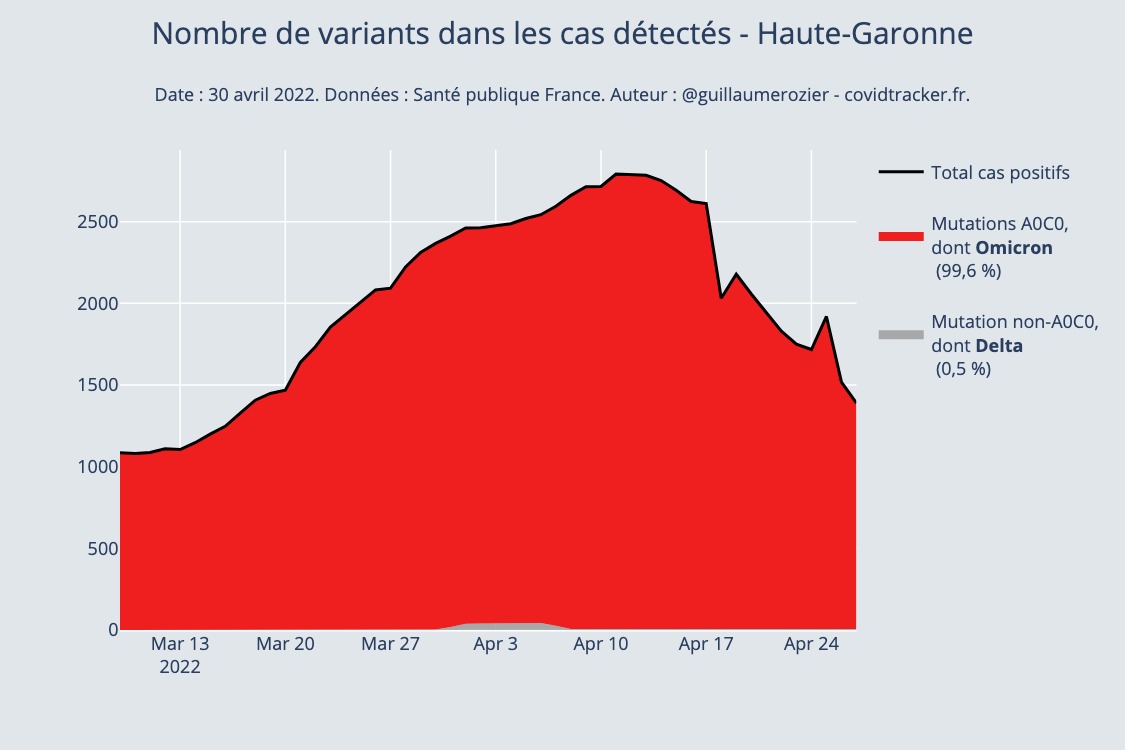 Nombre de variants dans les cas détectés - Haute-Garonne
Date : 30 avril 2022. Données : Santé publique France. Auteur : @guillaumerozier - covidtracker.fr.
Total cas positifs
Mutations A0C0,
dont Omicron
(99,6 %)
Mutation non-A0C0,
dont Delta
(0,5 %)
2500
2000
1500
1000
500
0
Mar 13 Mar 20 Mar 27 Apr 3 Apr 10 Apr 17 Apr 24
2022